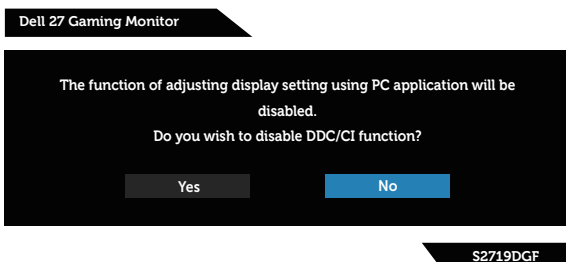 Dell 27 Gaming Monitor
The function of adjusting display setting using PC application will be
disabled.
Do you wish to disable DDC/CI function?
Yes
No
S2719DGF